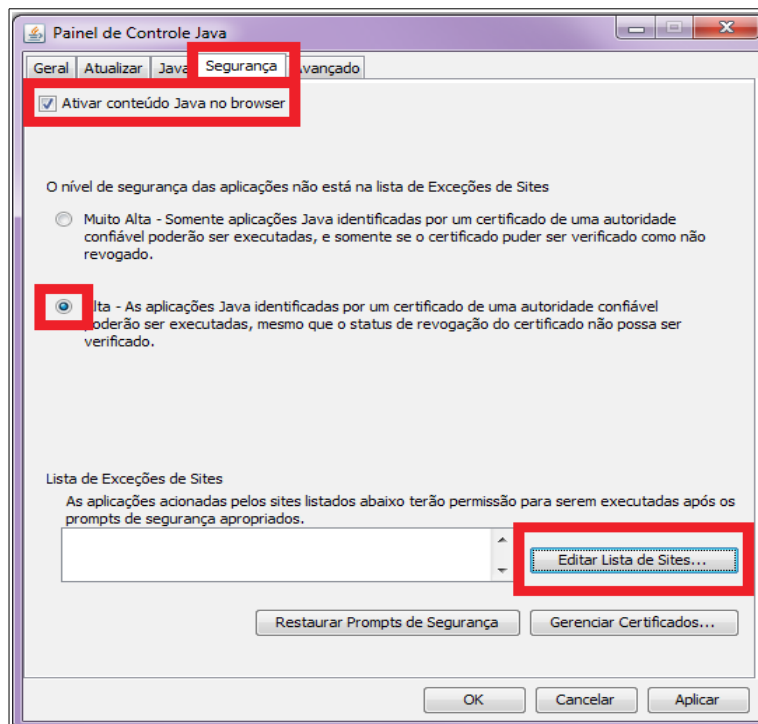 Painel de Controle Java
Geral Atualizar Java Segurança Avançado
Ativar conteúdo Java no browser
O nível de segurança das aplicações não está na lista de Exceções de Sites
Muito Alta - Somente aplicações Java identificadas por um certificado de uma autoridade
confiável poderão ser executadas, e somente se o certificado puder ser verificado como não
revogado.
Alta - As aplicações Java identificadas por um certificado de uma autoridade confiável
poderão ser executadas, mesmo que o status de revogação do certificado não possa ser
verificado.
Lista de Exceções de Sites
As aplicações acionadas pelos sites listados abaixo terão permissão para serem executadas após os
prompts de segurança apropriados.
Editar Lista de Sites...
Restaurar Prompts de Segurança Gerenciar Certificados...
OK Cancelar Aplicar